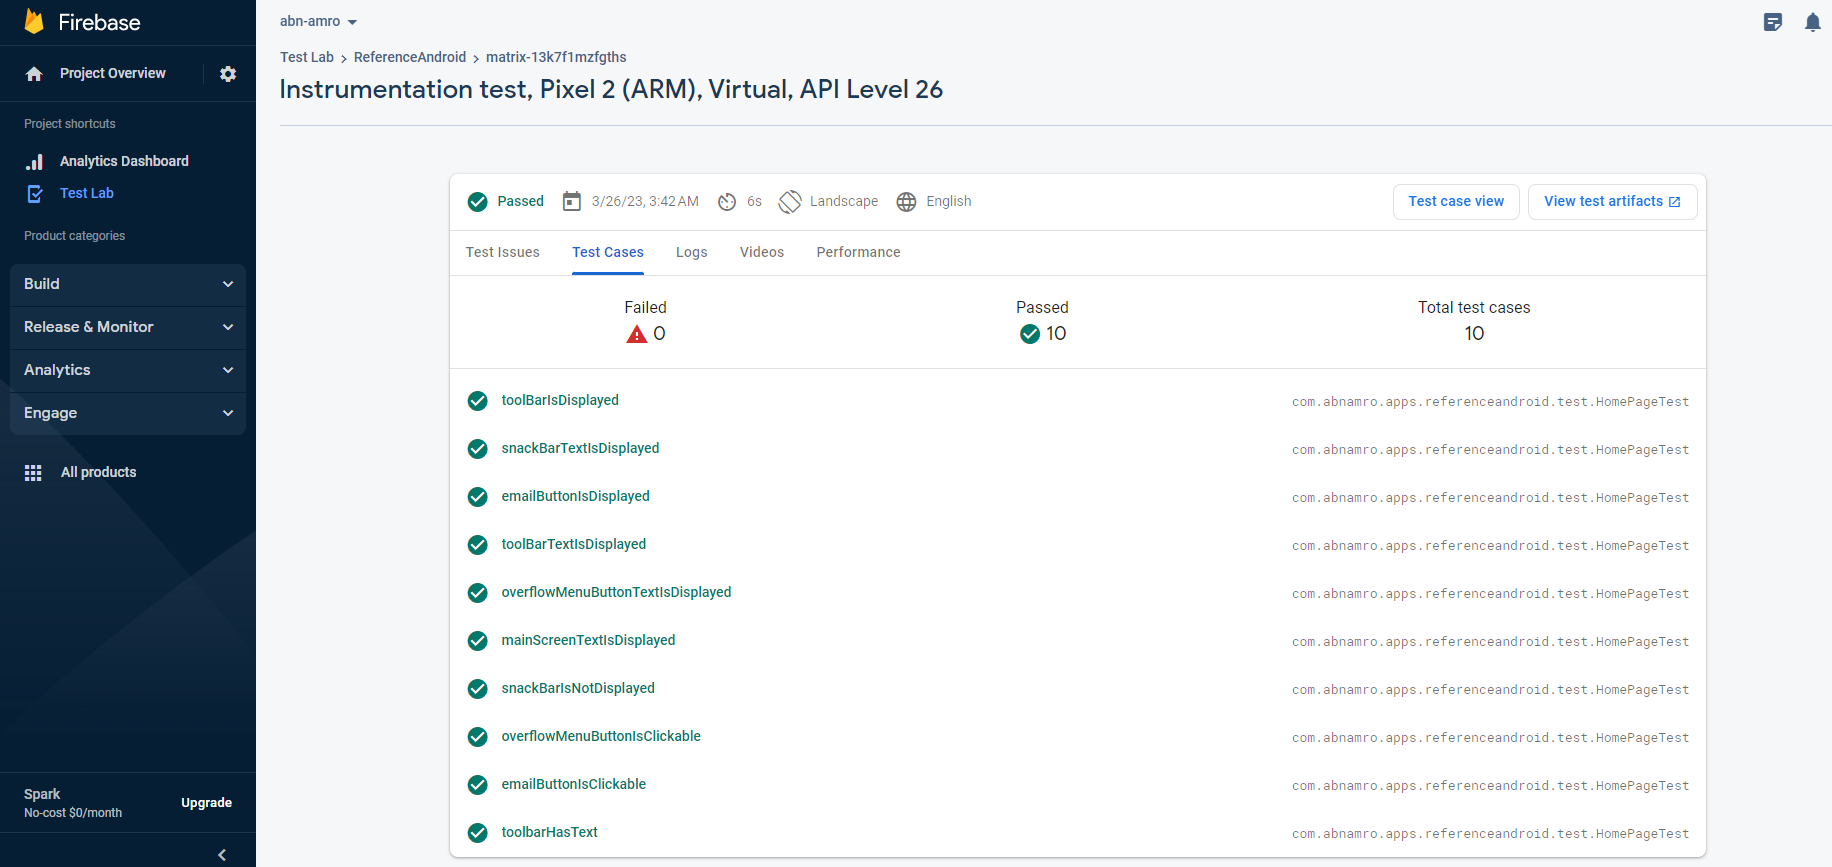 Firebase
Project Overview
Project shortcuts
Analytics Dashboard
Test Lab
Product categories
Build
Release & Monitor
Analytics
Engage
All products
Spark
No-cost $0/month
Upgrade
abn-amro
Test Lab > ReferenceAndroid > matrix-13k7f1mzfgths
Instrumentation test, Pixel 2 (ARM), Virtual, API Level 26
Passed 3/26/23, 3:42 AM 6s Landscape English
Test case view View test artifacts
Test Issues Test Cases Logs Videos Performance
Failed Passed Total test cases
0 10 10
toolBarIsDisplayed com.abnamro.apps.referenceandroid.test.HomePageTest
snackBarTextIsDisplayed com.abnamro.apps.referenceandroid.test.HomePageTest
emailButtonIsDisplayed com.abnamro.apps.referenceandroid.test.HomePageTest
toolBarTextIsDisplayed com.abnamro.apps.referenceandroid.test.HomePageTest
overflowMenuButtonTextIsDisplayed com.abnamro.apps.referenceandroid.test.HomePageTest
mainScreenTextIsDisplayed com.abnamro.apps.referenceandroid.test.HomePageTest
snackBarIsNotDisplayed com.abnamro.apps.referenceandroid.test.HomePageTest
overflowMenuButtonIsClickable com.abnamro.apps.referenceandroid.test.HomePageTest
emailButtonIsClickable com.abnamro.apps.referenceandroid.test.HomePageTest
toolbarHasText com.abnamro.apps.referenceandroid.test.HomePageTest